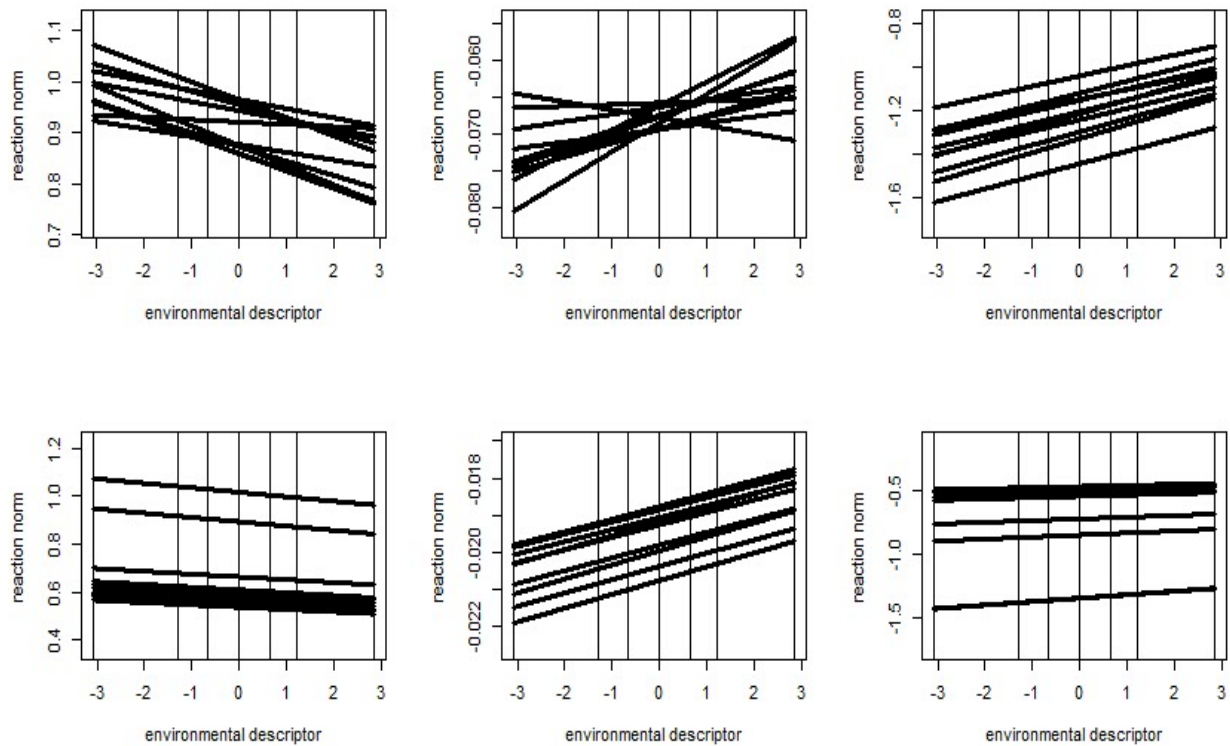 reaction norm
1.1
1.0
0.9
0.8
0.7
-3 -2 -1 0 1 2 3
environmental descriptor
reaction norm
-0.060
-0.070
-0.080
-3 -2 -1 0 1 2 3
environmental descriptor
reaction norm
-0.8
-1.2
-1.6
-3 -2 -1 0 1 2 3
environmental descriptor
reaction norm
1.2
1.0
0.8
0.6
0.4
-3 -2 -1 0 1 2 3
environmental descriptor
reaction norm
-0.018
-0.020
-0.022
-3 -2 -1 0 1 2 3
environmental descriptor
reaction norm
-0.5
-1.0
-1.5
-3 -2 -1 0 1 2 3
environmental descriptor